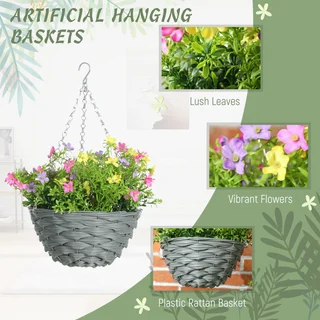 ARTIFICIAL HANGING
BASKETS
Lush Leaves
Vibrant Flowers
Plastic Rattan Basket